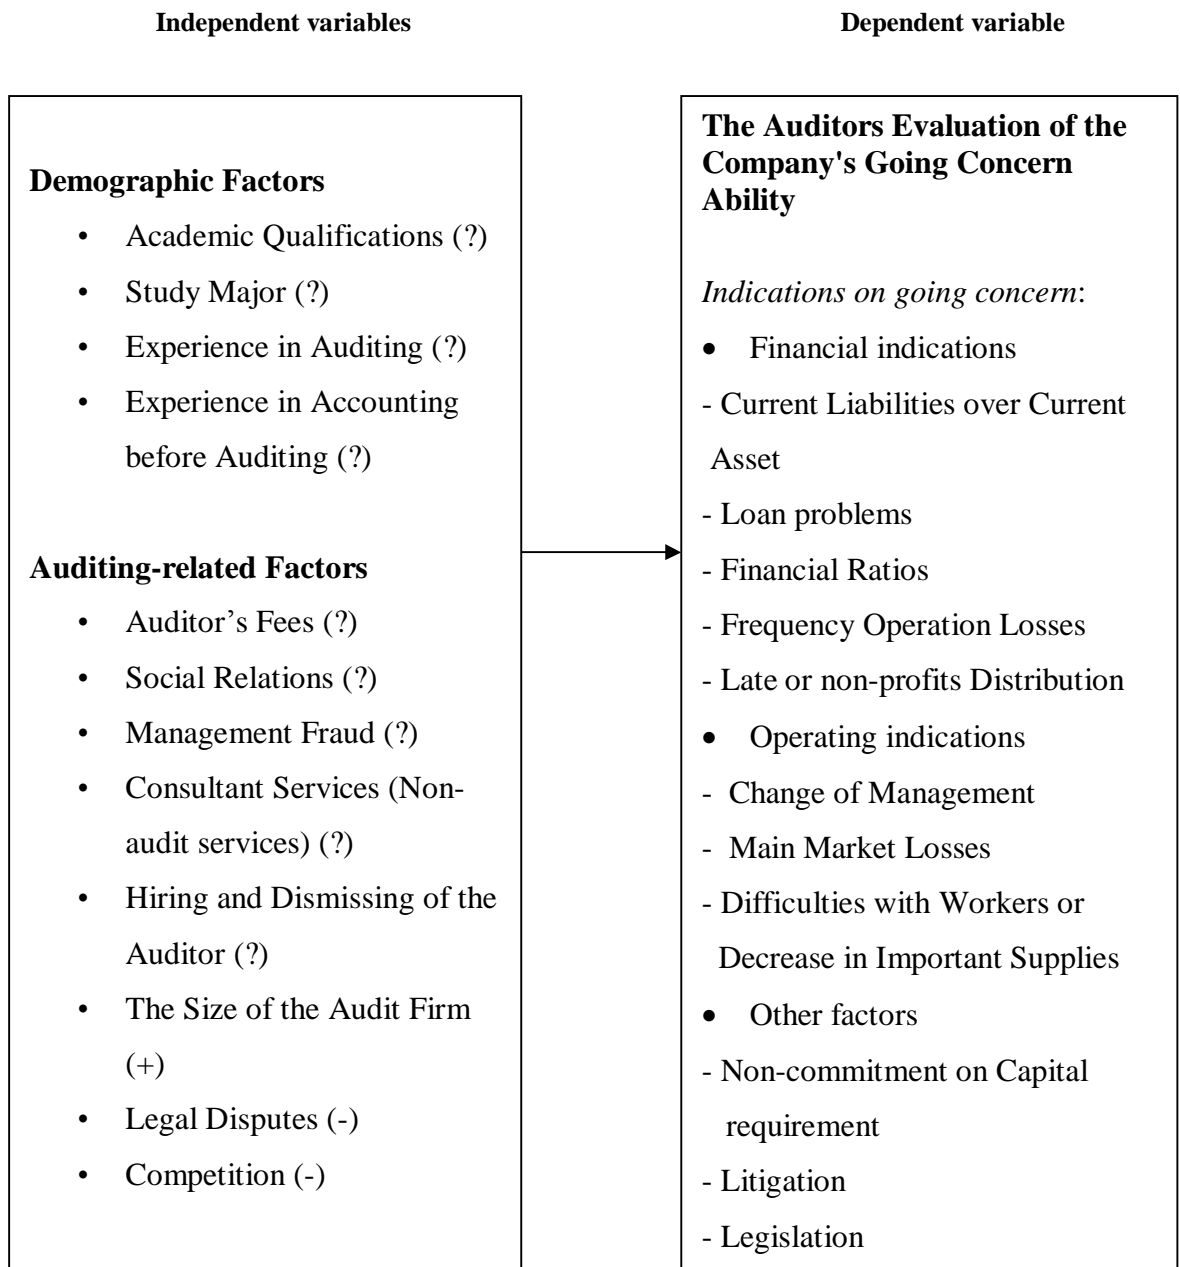 Independent variables
Dependent variable
Demographic Factors
• Academic Qualifications (?)
• Study Major (?)
• Experience in Auditing (?)
• Experience in Accounting
before Auditing (?)
Auditing-related Factors
• Auditor’s Fees (?)
• Social Relations (?)
• Management Fraud (?)
• Consultant Services (Non-
audit services) (?)
• Hiring and Dismissing of the
Auditor (?)
• The Size of the Audit Firm
(+)
• Legal Disputes (-)
• Competition (-)
The Auditors Evaluation of the
Company's Going Concern
Ability
Indications on going concern:
• Financial indications
- Current Liabilities over Current
Asset
- Loan problems
- Financial Ratios
- Frequency Operation Losses
- Late or non-profits Distribution
• Operating indications
- Change of Management
- Main Market Losses
- Difficulties with Workers or
Decrease in Important Supplies
• Other factors
- Non-commitment on Capital
requirement
- Litigation
- Legislation